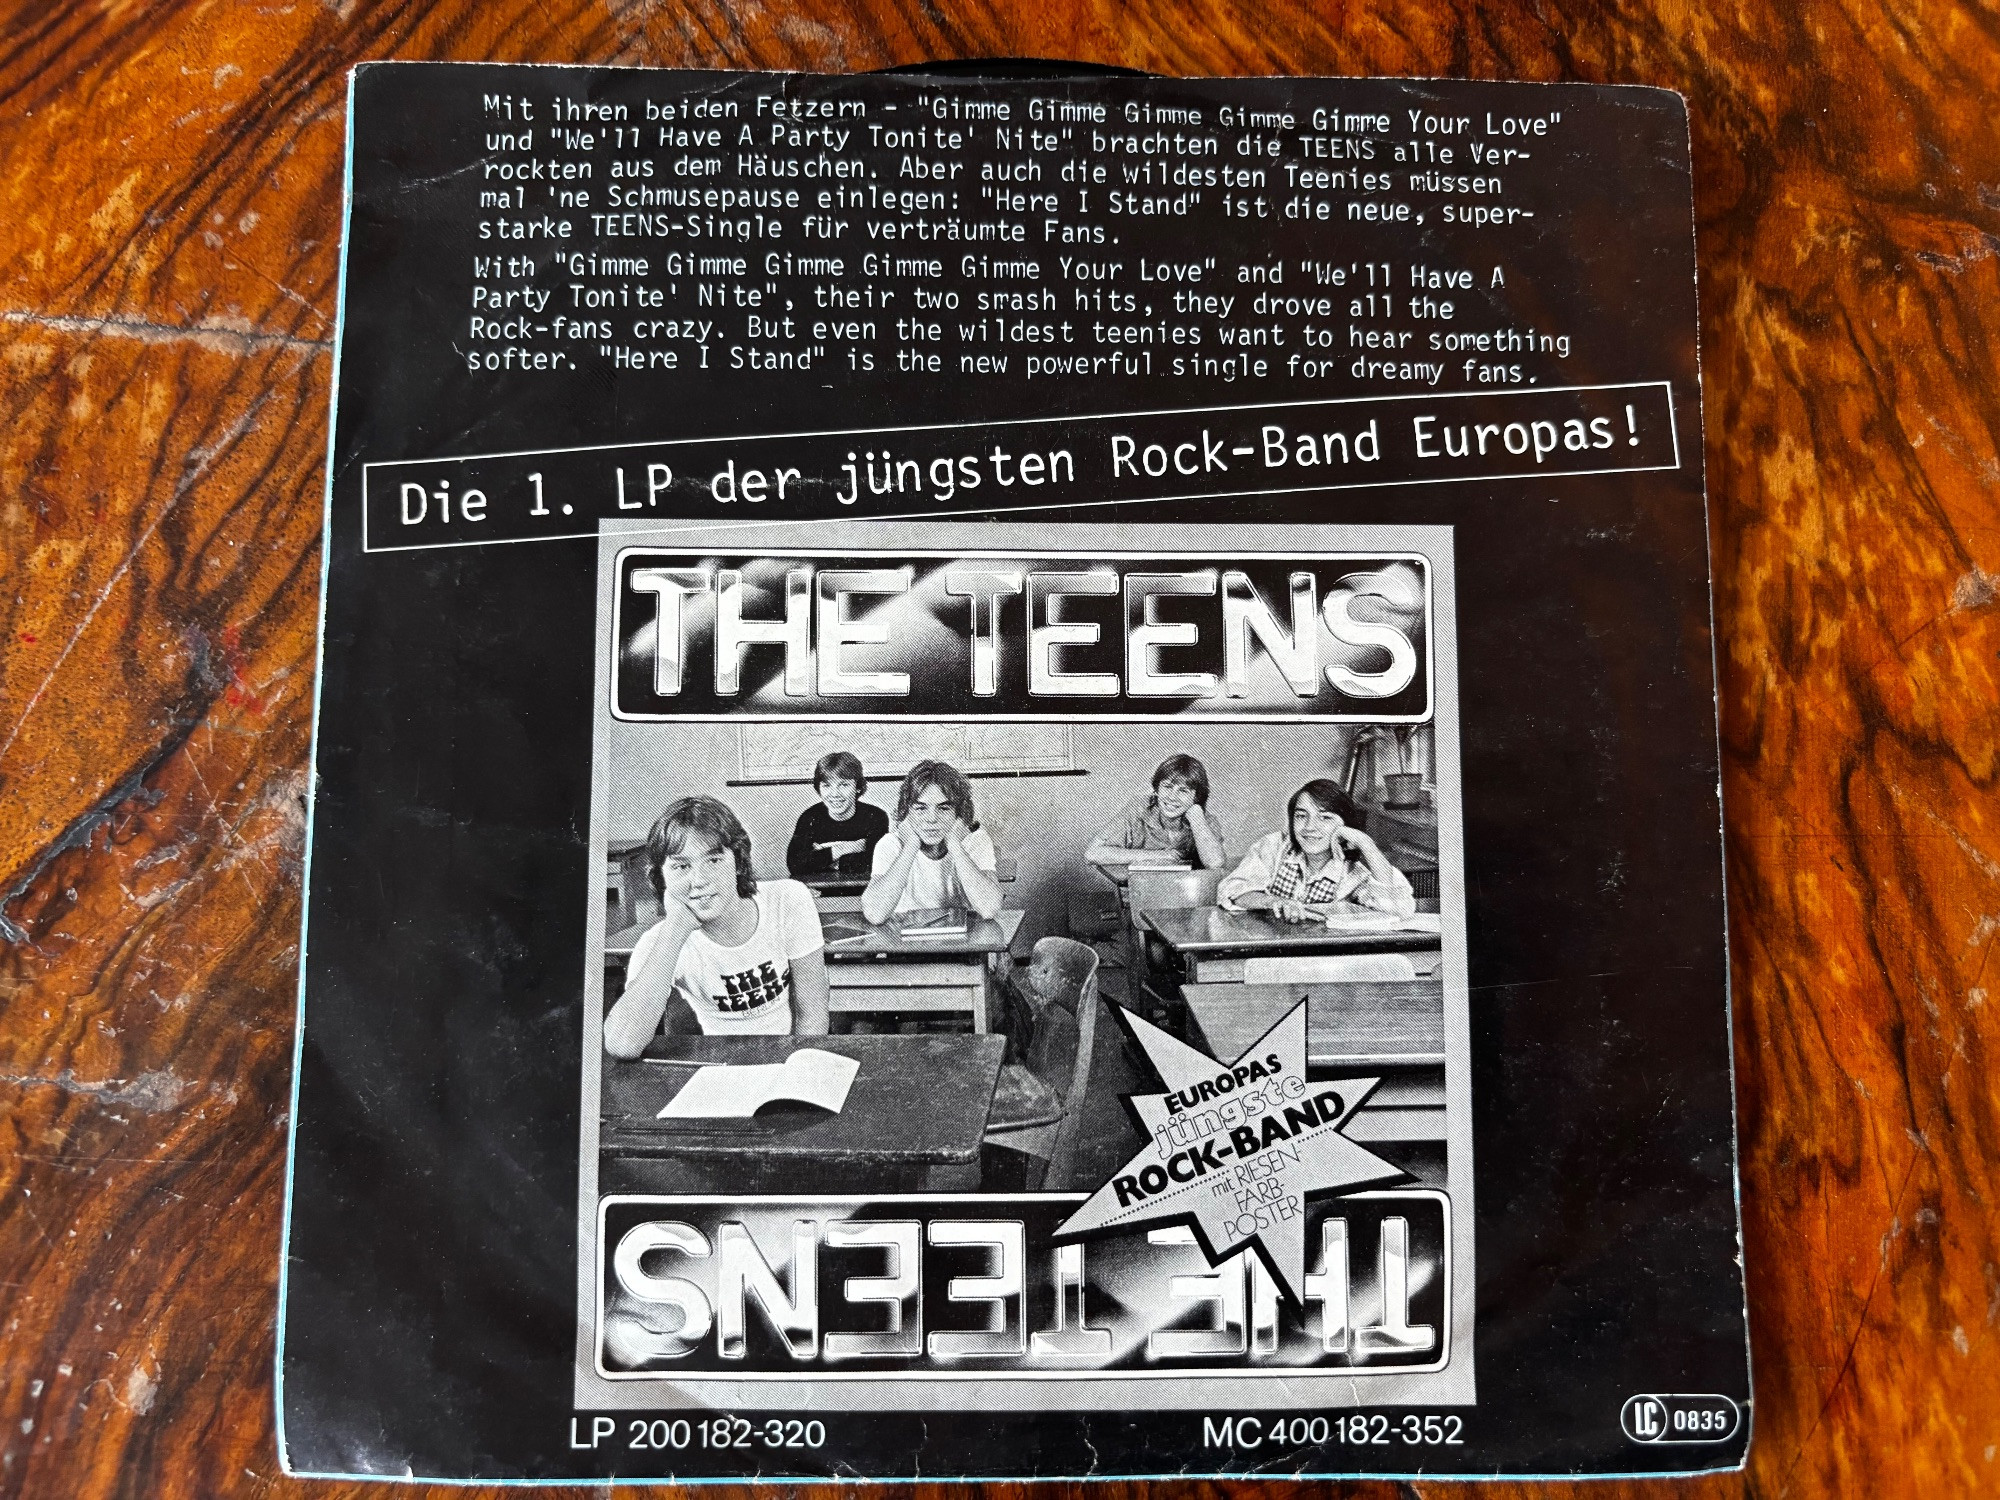 Mit ihren beiden Fetzern - "Gimme Gimme Gimme Gimme Gimme Your Love"
und "We'll Have A Party Tonite' Nite" brachten die TEENS alle Ver-
rockten aus dem Häuschen. Aber auch die wildesten Teenies müssen
mal 'ne Schmusepause einlegen: "Here I Stand" ist die neue, super-
starke TEENS-Single für verträumte Fans.
With "Gimme Gimme Gimme Gimme Gimme Your Love" and "We'll Have A
Party Tonite' Nite", their two smash hits, they drove all the
Rock-fans crazy. But even the wildest teenies want to hear something
softer. "Here I Stand" is the new powerful single for dreamy fans.
Die 1. LP der jüngsten Rock-Band Europas!
THE TEENS
THE
TEENS
EUROPAS
jüngste
ROCK-BAND
mit RIESEN-
FARB-
POSTER
THE TEENS
LP 200182-320
MC 400182-352
LC 0835